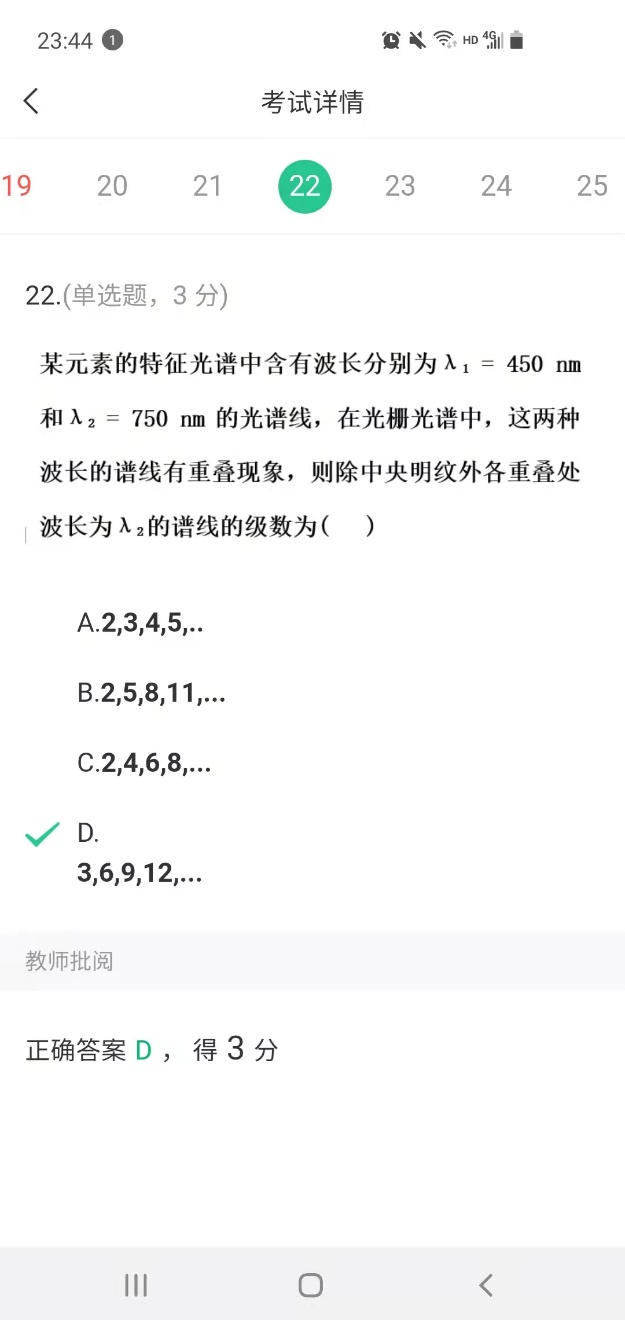 23:44 1 HD 4G
考试详情
19 20 21 22 23 24 25
22.(单选题，3 分)
某元素的特征光谱中含有波长分别为λ₁ = 450 nm
和λ₂ = 750 nm 的光谱线，在光栅光谱中，这两种
波长的谱线有重叠现象，则除中央明纹外各重叠处
波长为λ₂的谱线的级数为( )
A.2,3,4,5,..
B.2,5,8,11,...
C.2,4,6,8,...
D.
3,6,9,12,...
教师批阅
正确答案 D ， 得 3 分